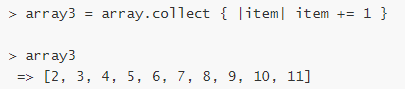 > array3 = array.collect { |item| item += 1 }
> array3
=> [2, 3, 4, 5, 6, 7, 8, 9, 10, 11]